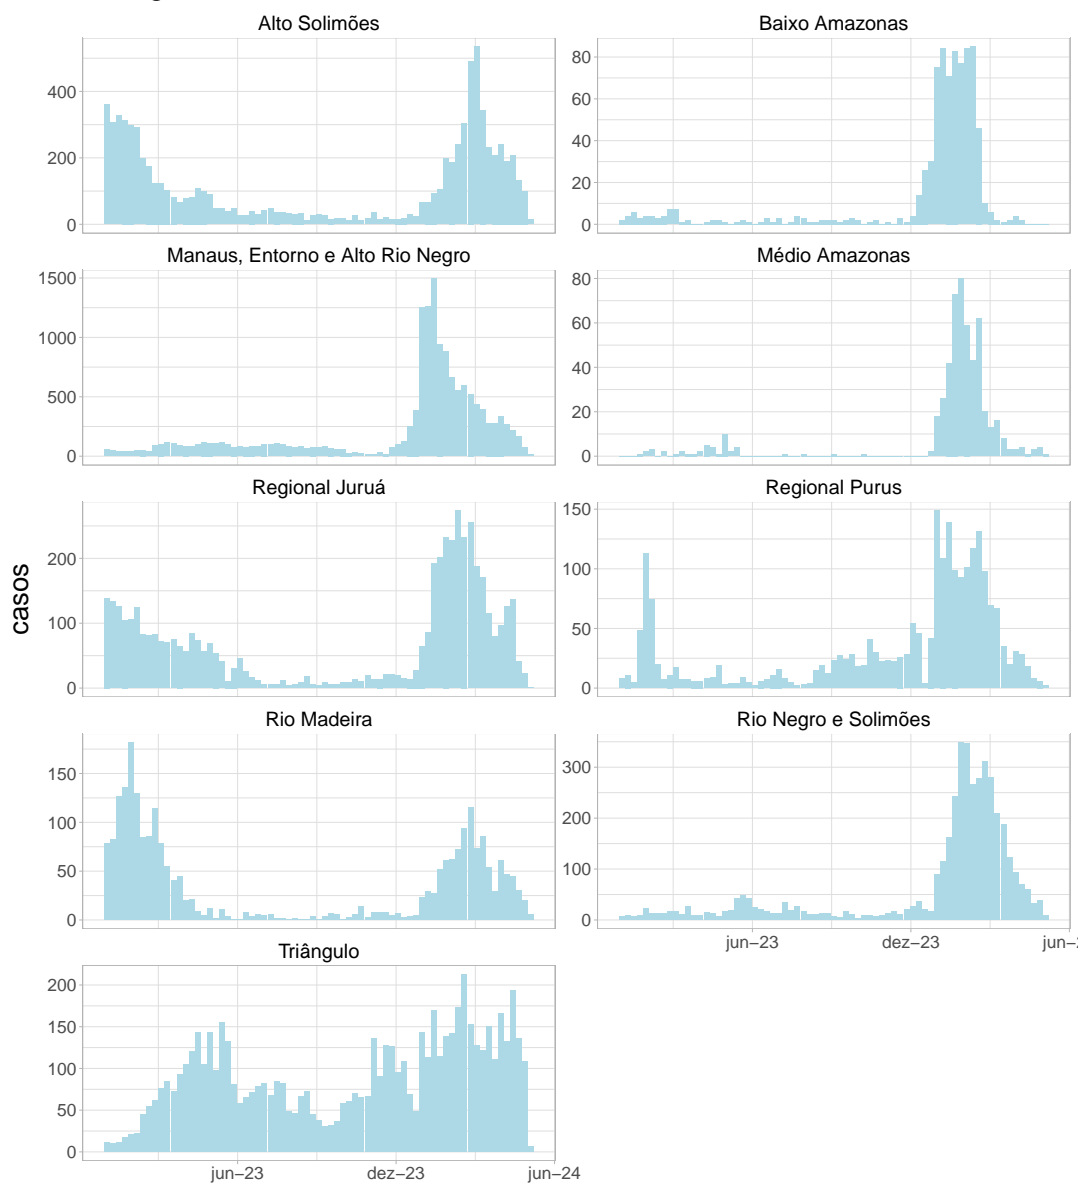 Alto Solimões
Baixo Amazonas
400
200
0
80
60
40
20
0
Manaus, Entorno e Alto Rio Negro
Médio Amazonas
1500
1000
500
0
80
60
40
20
0
Regional Juruá
Regional Purus
200
100
0
150
100
50
0
casos
Rio Madeira
Rio Negro e Solimões
150
100
50
0
300
200
100
0
jun−23
dez−23
Triângulo
200
150
100
50
0
jun−23
dez−23
jun−24